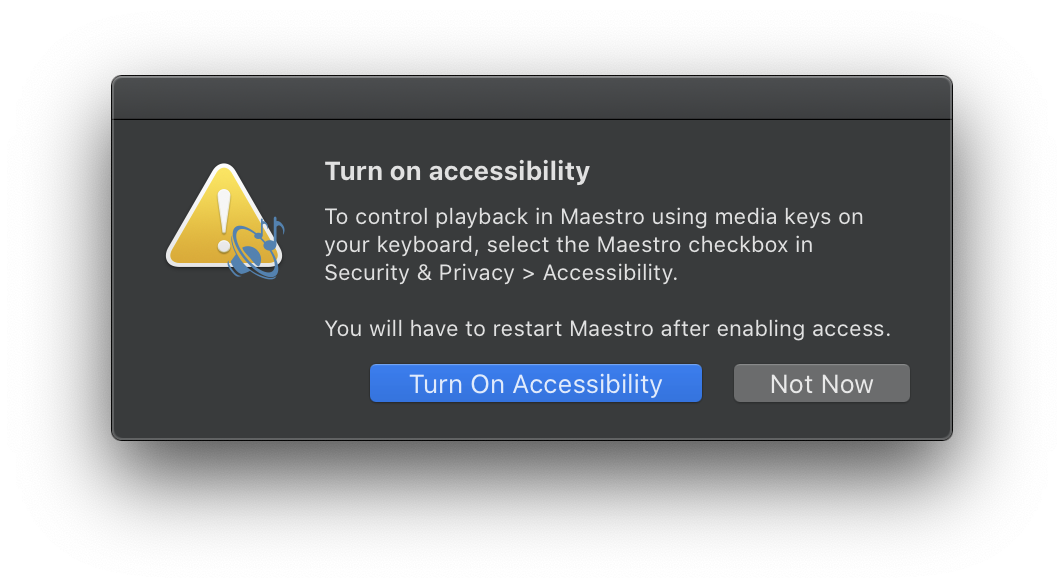 Turn on accessibility
To control playback in Maestro using media keys on
your keyboard, select the Maestro checkbox in
Security & Privacy > Accessibility.
You will have to restart Maestro after enabling access.
Turn On Accessibility
Not Now